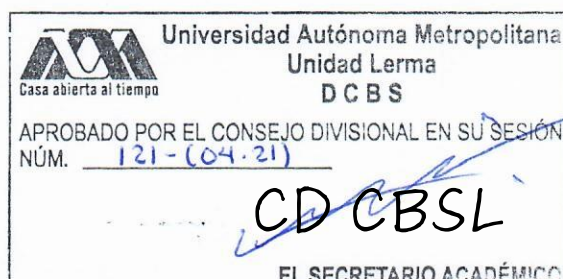 Universidad Autónoma Metropolitana
Unidad Lerma
Casa abierta al tiempo
DCBS
APROBADO POR EL CONSEJO DIVISIONAL EN SU SESIÓN
NÚM. 121-(04.21)
CD CBSL
EL SECRETARIO ACADÉMICO